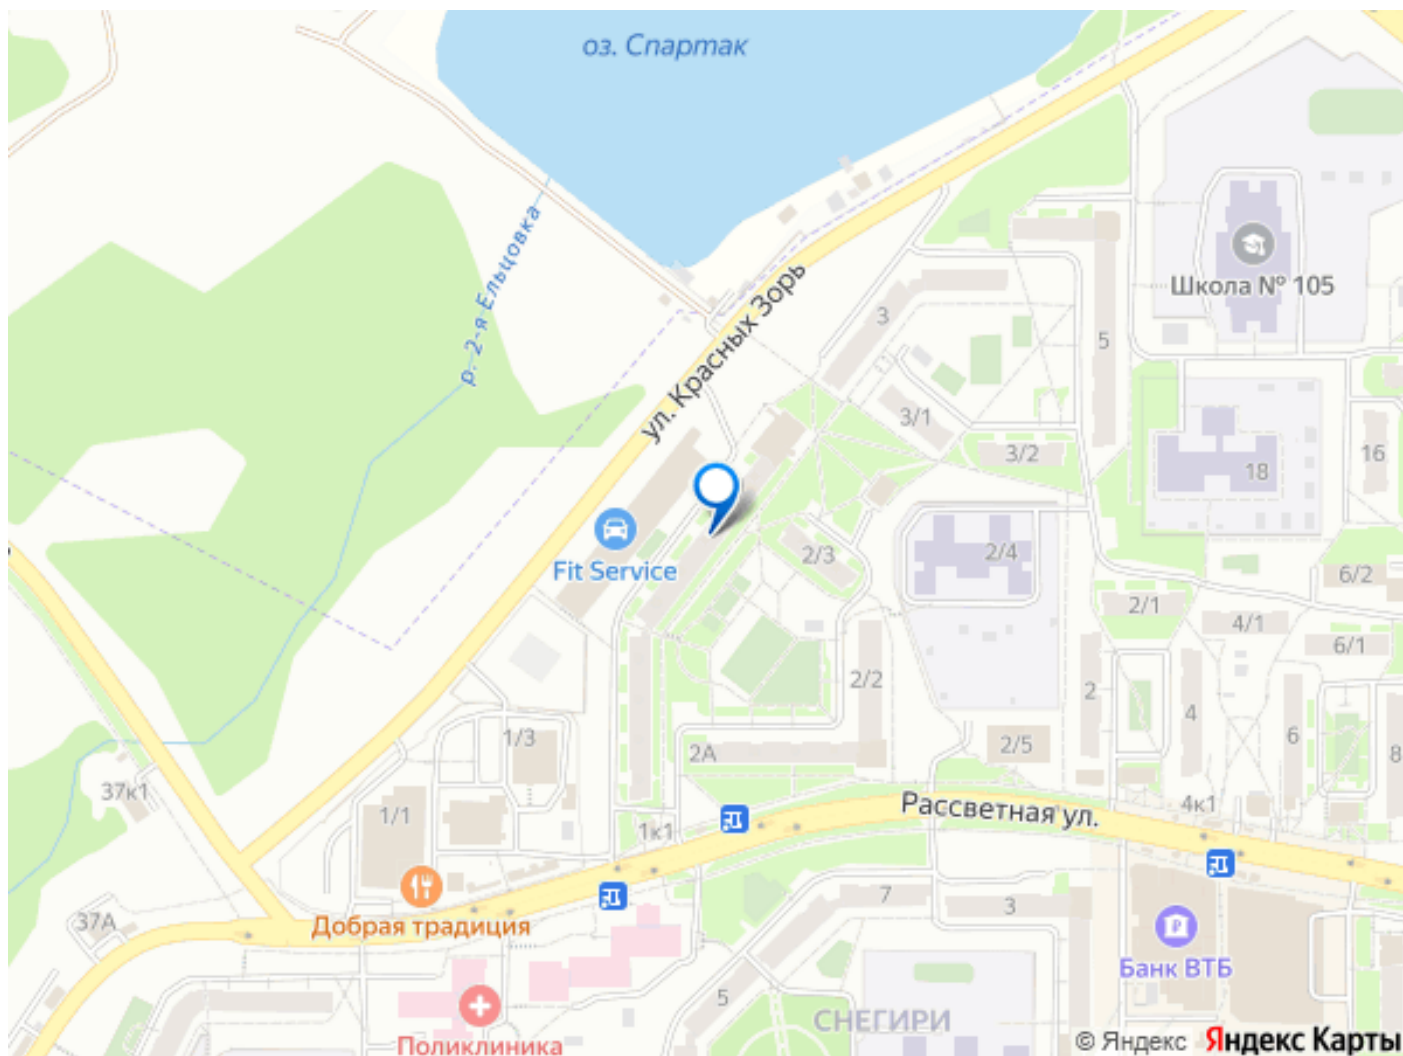 оз. Спартак
р. 2-я Ельцовка
ул. Красных Зорь
Школа № 105
3
5
3/1
3/2
16
18
Fit Service
2/3
2/4
6/2
2/1
4/1
6/1
2/2
2
4
6
8
2А
2/5
1/3
37к1
1/1
1к1
Рассветная ул.
4к1
37А
Добрая традиция
7
3
5
Банк ВТБ
СНЕГИРИ
Поликлиника
© Яндекс Яндекс Карты